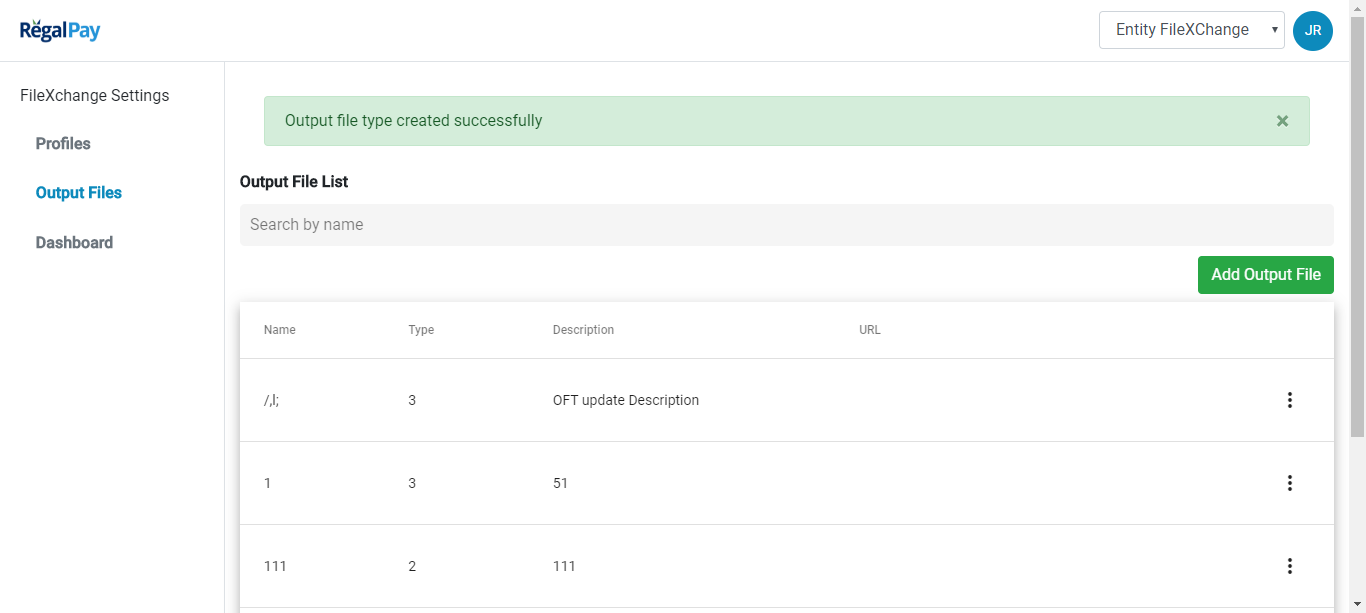 RegalPay
Entity FileXChange
JR
FileXchange Settings
Profiles
Output Files
Dashboard
Output file type created successfully
×
Output File List
Search by name
Add Output File
Name Type Description URL
/,l; 3 OFT update Description
1 3 51
111 2 111